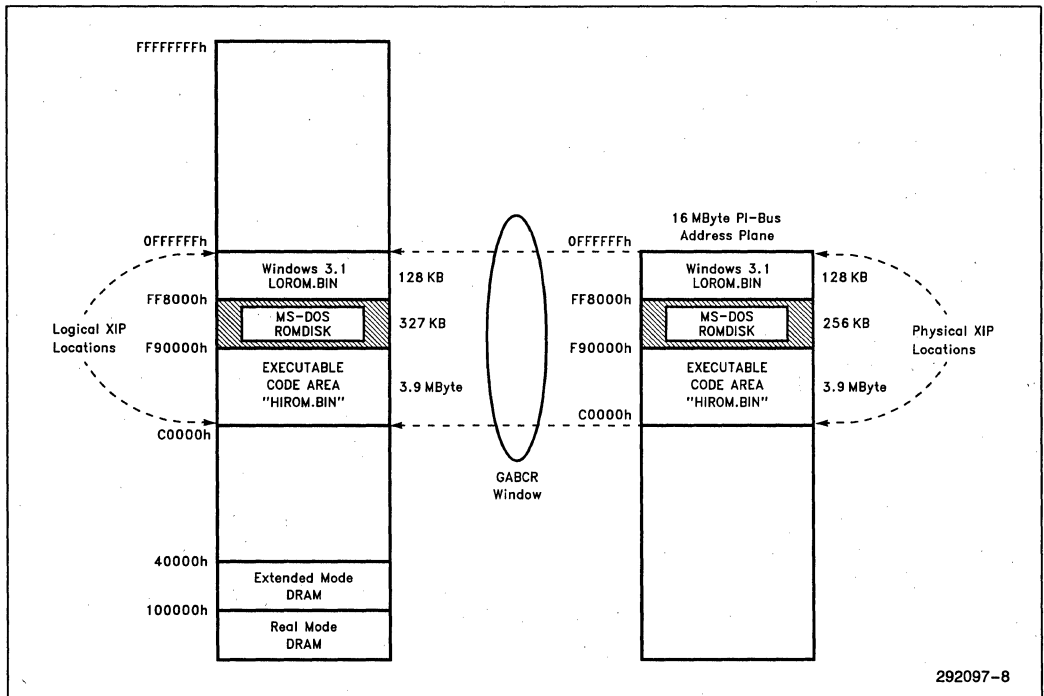 FFFFFFFFh
0FFFFFFh
Windows 3.1
LOROM.BIN
128 KB
FF8000h
MS-DOS
ROMDISK
327 KB
F90000h
EXECUTABLE
CODE AREA
"HIROM.BIN"
3.9 MByte
C0000h
Logical XIP
Locations
40000h
Extended Mode
DRAM
100000h
Real Mode
DRAM
GABCR
Window
16 MByte PI-Bus
Address Plane
0FFFFFFh
Windows 3.1
LOROM.BIN
128 KB
FF8000h
MS-DOS
ROMDISK
256 KB
F90000h
EXECUTABLE
CODE AREA
"HIROM.BIN"
3.9 MByte
C0000h
Physical XIP
Locations
292097-8